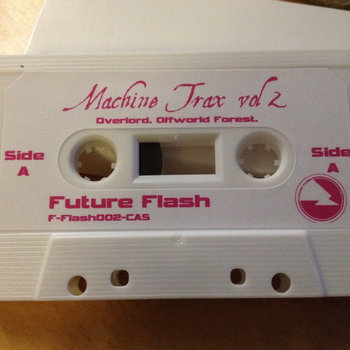 Machine Trax vol 2
Overlord. Offworld Forest.
Side A
Side A
Future Flash
F-Flash002-CAS